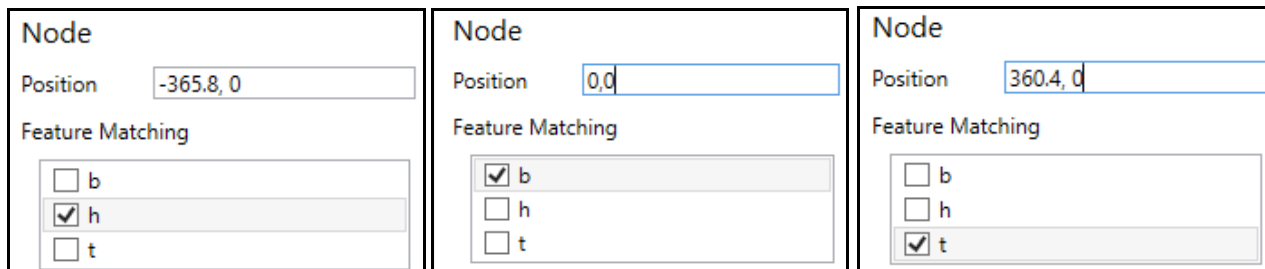 Node
Position -365.8, 0
Feature Matching
b
h
t
Node
Position 0,0
Feature Matching
b
h
t
Node
Position 360.4, 0
Feature Matching
b
h
t